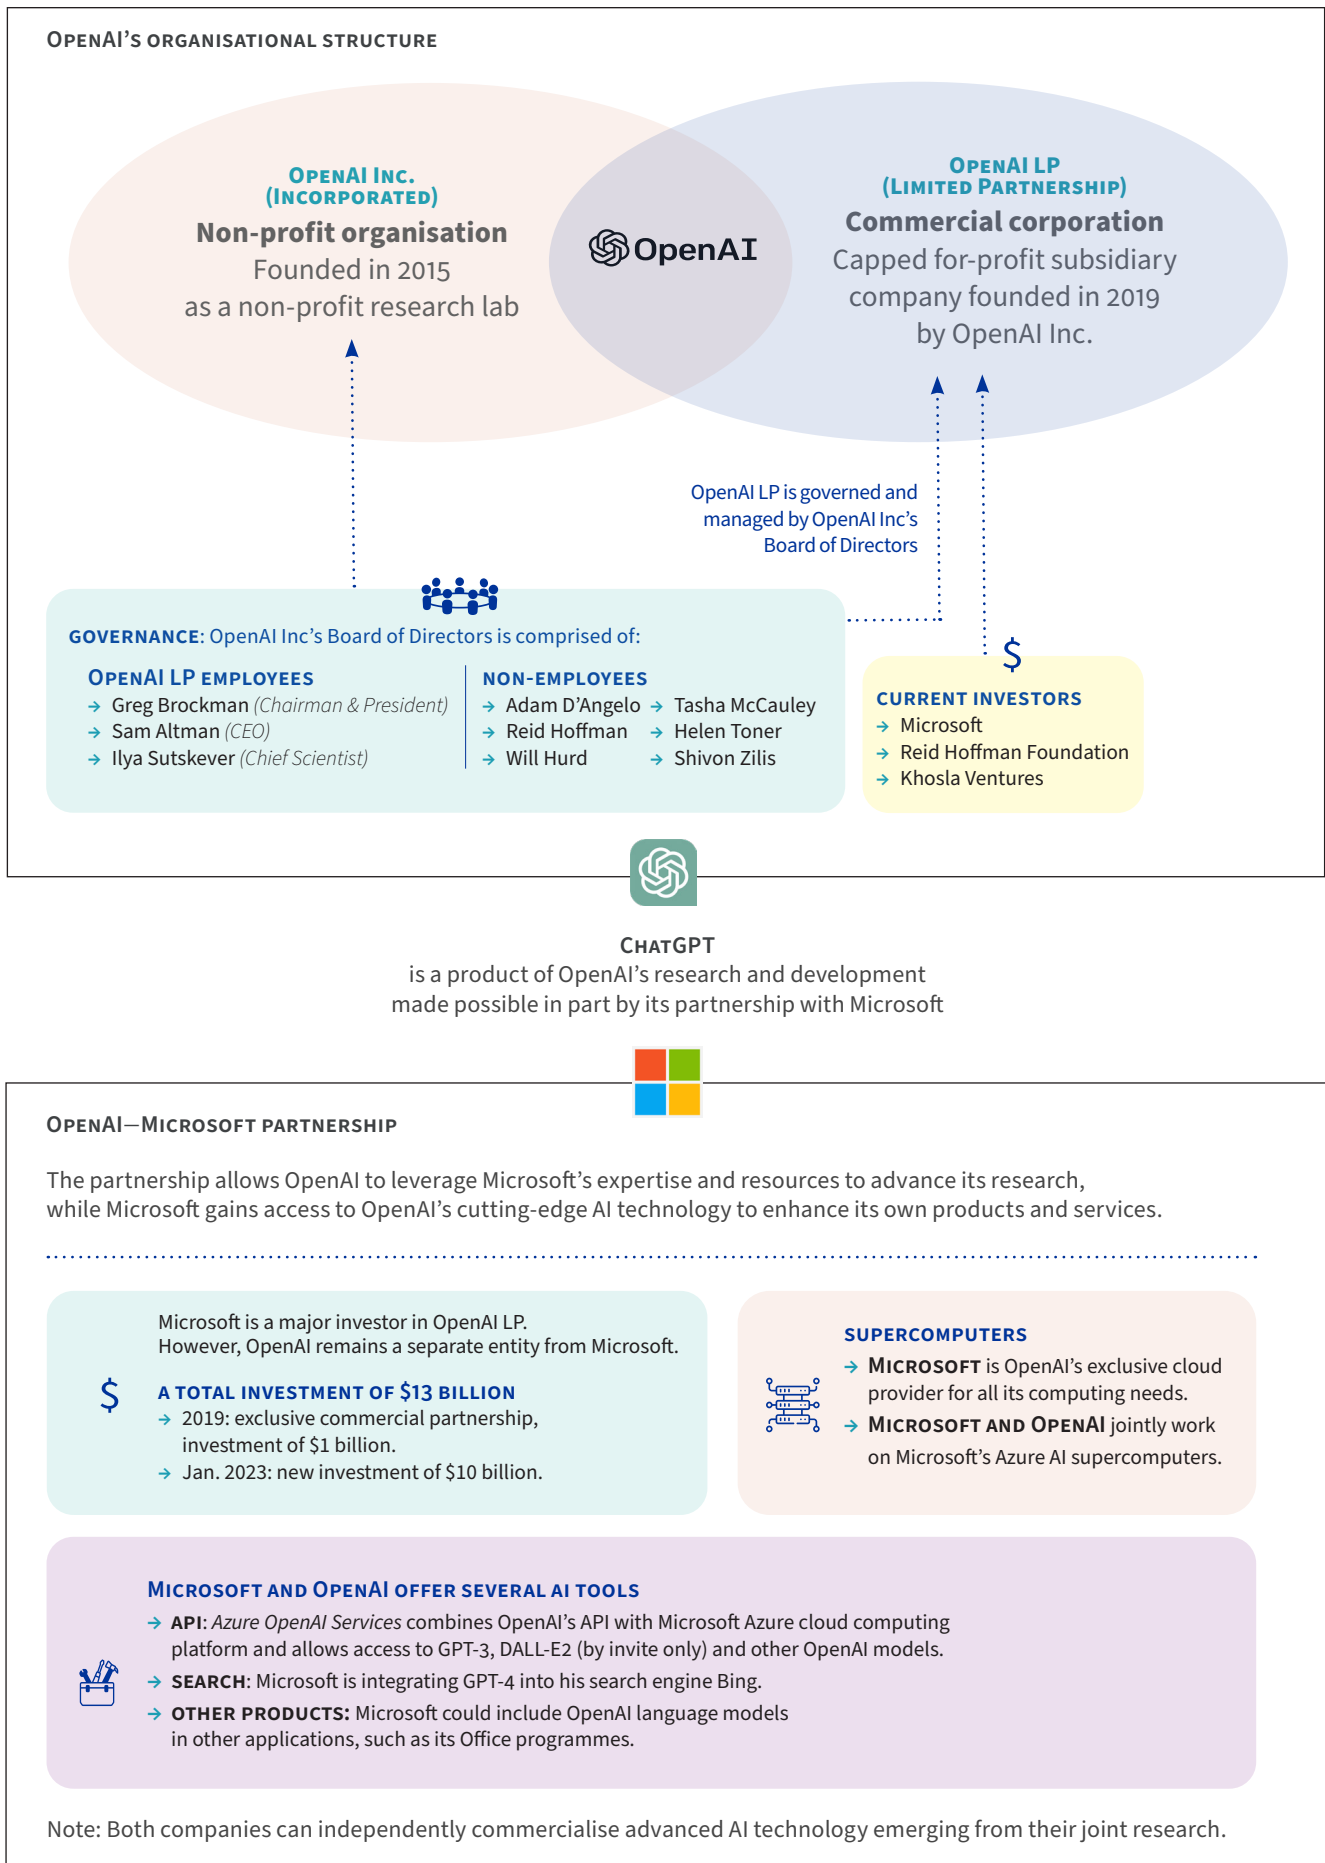 OpenAI's organisational structure
OpenAI Inc.
(Incorporated)
Non-profit organisation
Founded in 2015
as a non-profit research lab
OpenAI
OpenAI LP
(Limited Partnership)
Commercial corporation
Capped for-profit subsidiary
company founded in 2019
by OpenAI Inc.
OpenAI LP is governed and
managed by OpenAI Inc's
Board of Directors
governance: OpenAI Inc's Board of Directors is comprised of:
OpenAI LP employees
→ Greg Brockman (Chairman & President)
→ Sam Altman (CEO)
→ Ilya Sutskever (Chief Scientist)
non-employees
→ Adam D'Angelo → Tasha McCauley
→ Reid Hoffman → Helen Toner
→ Will Hurd → Shivon Zilis
$
current investors
→ Microsoft
→ Reid Hoffman Foundation
→ Khosla Ventures
ChatGPT
is a product of OpenAI's research and development
made possible in part by its partnership with Microsoft
OpenAI–Microsoft partnership
The partnership allows OpenAI to leverage Microsoft's expertise and resources to advance its research,
while Microsoft gains access to OpenAI's cutting-edge AI technology to enhance its own products and services.
Microsoft is a major investor in OpenAI LP.
However, OpenAI remains a separate entity from Microsoft.
$
a total investment of $13 billion
→ 2019: exclusive commercial partnership,
investment of $1 billion.
→ Jan. 2023: new investment of $10 billion.
supercomputers
→ Microsoft is OpenAI's exclusive cloud
provider for all its computing needs.
→ Microsoft and OpenAI jointly work
on Microsoft's Azure AI supercomputers.
Microsoft and OpenAI offer several AI tools
→ API: Azure OpenAI Services combines OpenAI's API with Microsoft Azure cloud computing
platform and allows access to GPT-3, DALL-E2 (by invite only) and other OpenAI models.
→ search: Microsoft is integrating GPT-4 into his search engine Bing.
→ other products: Microsoft could include OpenAI language models
in other applications, such as its Office programmes.
Note: Both companies can independently commercialise advanced AI technology emerging from their joint research.